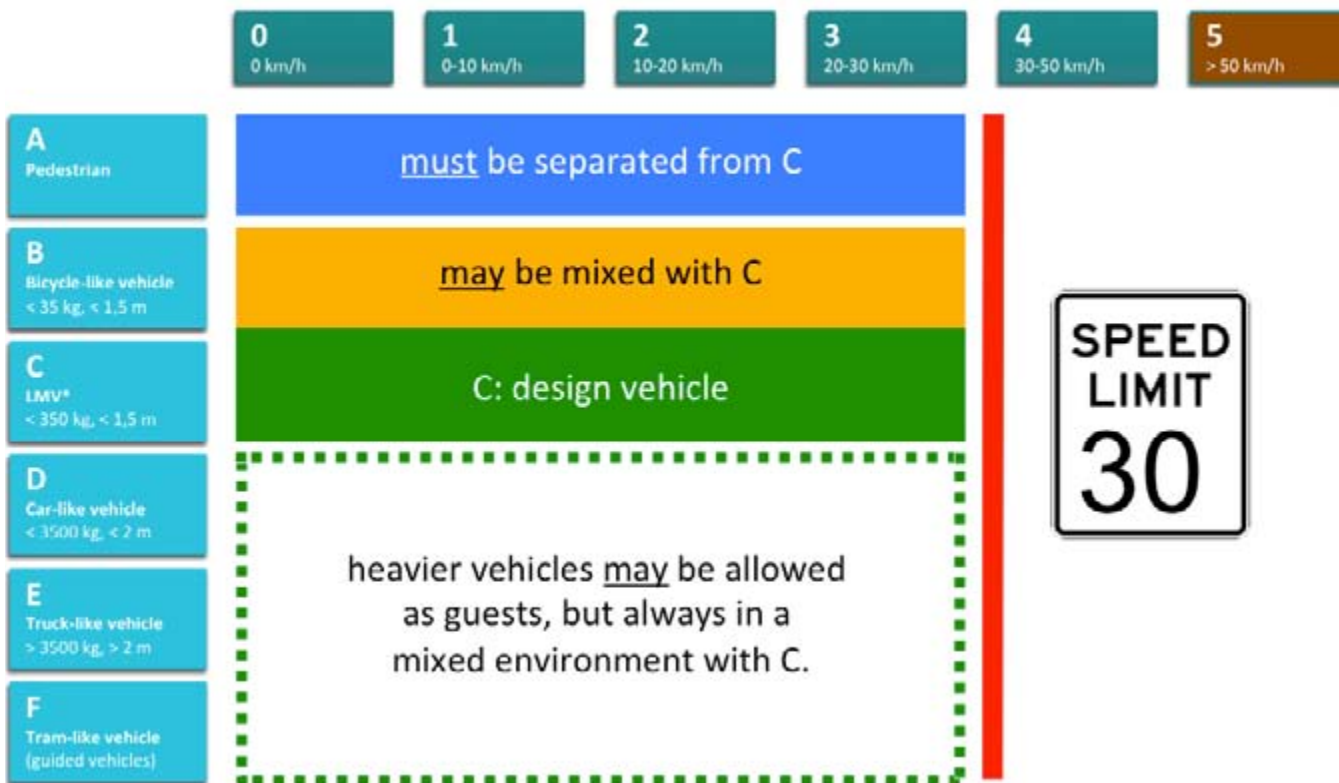 0
0 km/h
1
0-10 km/h
2
10-20 km/h
3
20-30 km/h
4
30-50 km/h
5
> 50 km/h
A
Pedestrian
must be separated from C
B
Bicycle-like vehicle
< 35 kg, < 1,5 m
may be mixed with C
C
LMV*
< 350 kg, < 1,5 m
C: design vehicle
D
Car-like vehicle
< 3500 kg, < 2 m
E
Truck-like vehicle
> 3500 kg, > 2 m
F
Tram-like vehicle
(guided vehicles)
heavier vehicles may be allowed
as guests, but always in a
mixed environment with C.
SPEED
LIMIT
30